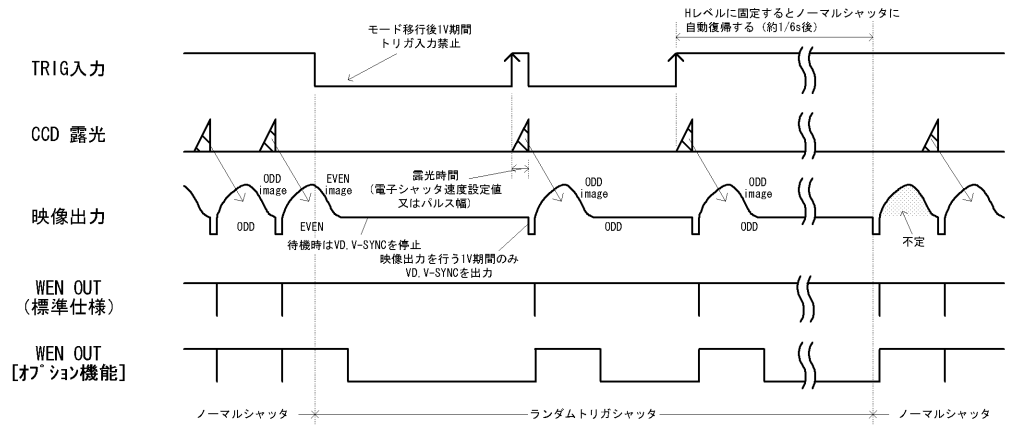 Hレベルに固定するとノーマルシャッタに
自動復帰する（約1/6s後）
モード移行後1V期間
トリガ入力禁止
TRIG入力
CCD 露光
露光時間
（電子シャッタ速度設定値
又はパルス幅）
ODD
image
EVEN
image
ODD
image
ODD
image
映像出力
ODD
EVEN
ODD
ODD
不定
待機時はVD,V-SYNCを停止
映像出力を行う1V期間のみ
VD,V-SYNCを出力
WEN OUT
（標準仕様）
WEN OUT
[ｵﾌﾟｼｮﾝ機能]
ノーマルシャッタ
ランダムトリガシャッタ
ノーマルシャッタ